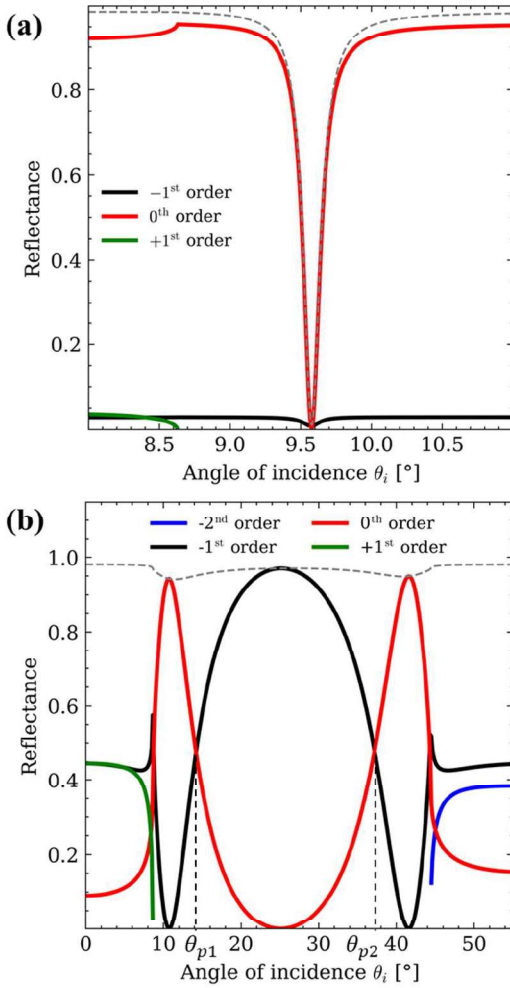 (a)
Reflectance
0.8
0.6
0.4
0.2
−1st order
0th order
+1st order
8.5 9.0 9.5 10.0 10.5
Angle of incidence θi [°]
(b)
-2nd order 0th order
-1st order +1st order
Reflectance
1.0
0.8
0.6
0.4
0.2
0 10 θp1 20 30 θp2 40 50
Angle of incidence θi [°]